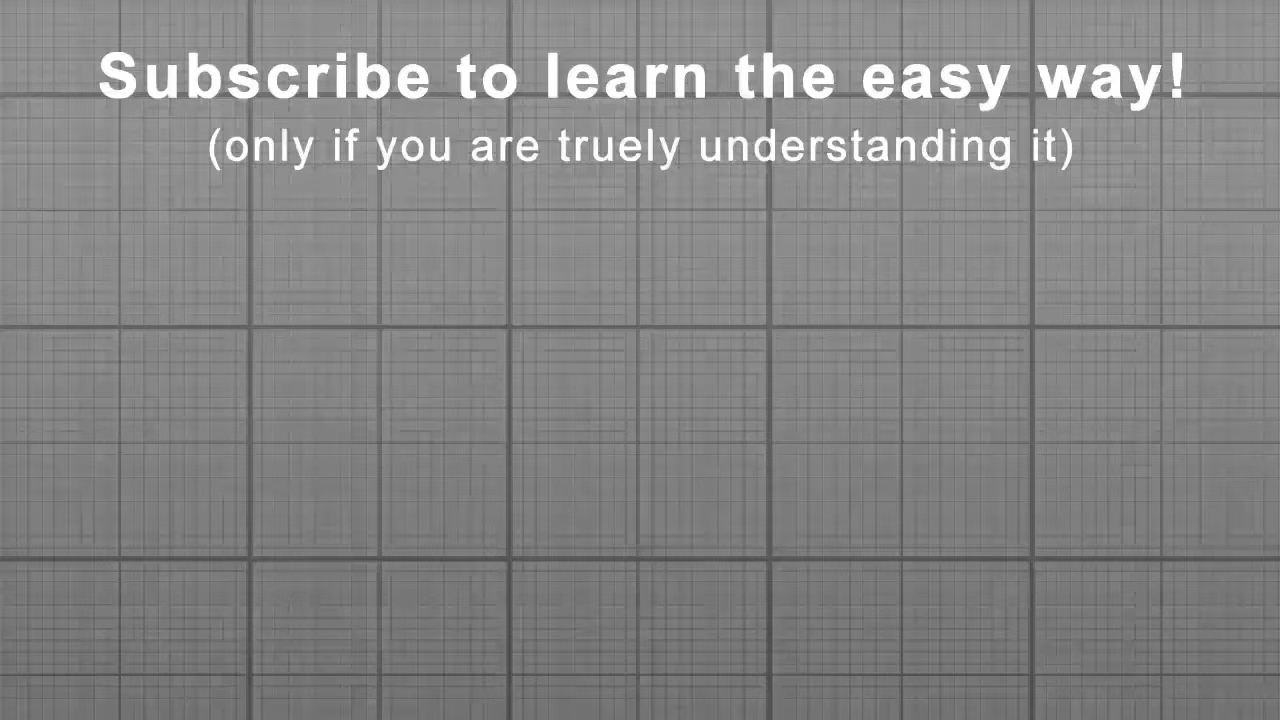 Subscribe to learn the easy way!
(only if you are truely understanding it)